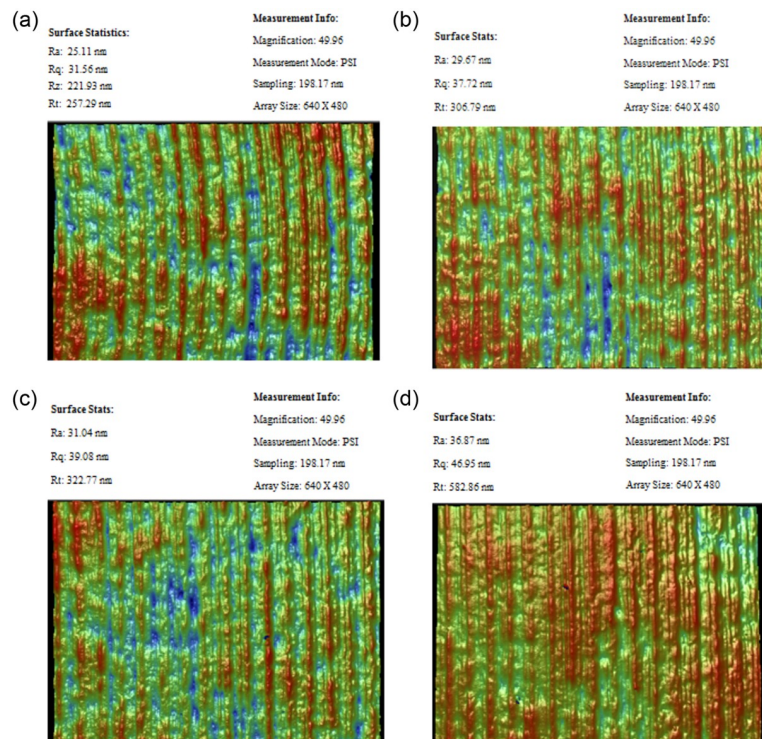 (a)
Surface Statistics:
Ra: 25.11 nm
Rq: 31.56 nm
Rz: 221.93 nm
Rt: 257.29 nm
Measurement Info:
Magnification: 49.96
Measurement Mode: PSI
Sampling: 198.17 nm
Array Size: 640 X 480
(b)
Surface Stats:
Ra: 29.67 nm
Rq: 37.72 nm
Rt: 306.79 nm
Measurement Info:
Magnification: 49.96
Measurement Mode: PSI
Sampling: 198.17 nm
Array Size: 640 X 480
(c)
Surface Stats:
Ra: 31.04 nm
Rq: 39.08 nm
Rt: 322.77 nm
Measurement Info:
Magnification: 49.96
Measurement Mode: PSI
Sampling: 198.17 nm
Array Size: 640 X 480
(d)
Surface Stats:
Ra: 36.87 nm
Rq: 46.95 nm
Rt: 582.86 nm
Measurement Info:
Magnification: 49.96
Measurement Mode: PSI
Sampling: 198.17 nm
Array Size: 640 X 480